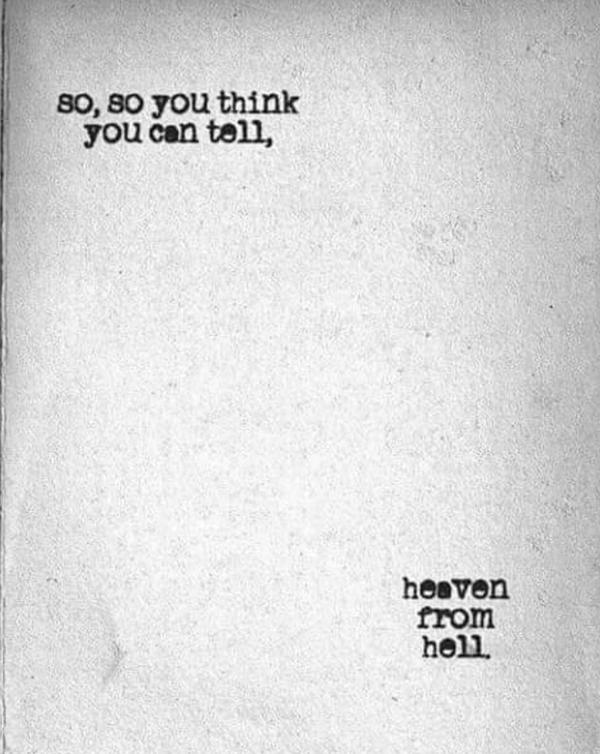 so, so you think
you can tell,
heaven
from
hell.